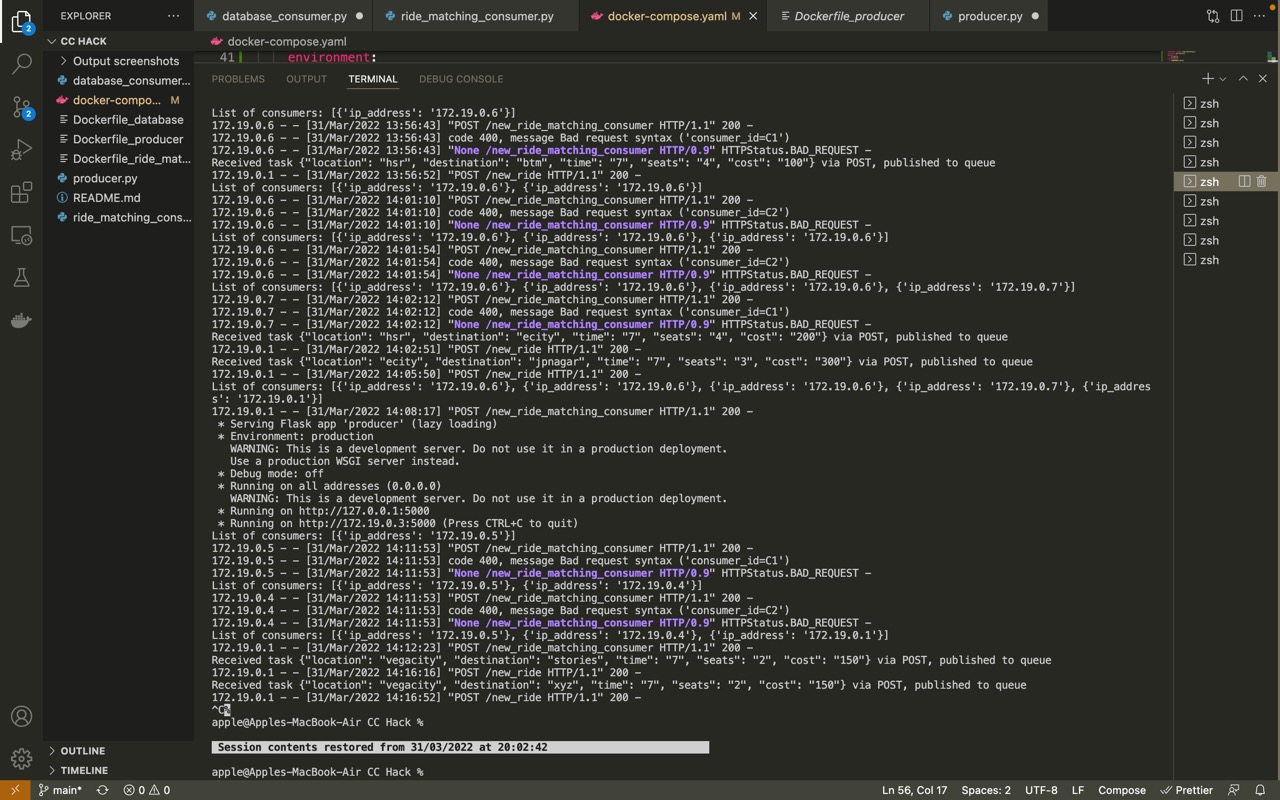 EXPLORER
···
database_consumer.py
ride_matching_consumer.py
docker-compose.yaml M
Dockerfile_producer
producer.py
2
CC HACK
Output screenshots
database_consumer...
docker-compo... M
Dockerfile_database
Dockerfile_producer
Dockerfile_ride_mat...
producer.py
README.md
ride_matching_cons...
2
docker-compose.yaml
41 environment:
PROBLEMS OUTPUT TERMINAL DEBUG CONSOLE
List of consumers: [{'ip_address': '172.19.0.6'}]
172.19.0.6 - - [31/Mar/2022 13:56:43] "POST /new_ride_matching_consumer HTTP/1.1" 200 -
172.19.0.6 - - [31/Mar/2022 13:56:43] code 400, message Bad request syntax ('consumer_id=C1')
172.19.0.6 - - [31/Mar/2022 13:56:43] "None /new_ride_matching_consumer HTTP/0.9" HTTPStatus.BAD_REQUEST -
Received task {"location": "hsr", "destination": "btm", "time": "7", "seats": "4", "cost": "100"} via POST, published to queue
172.19.0.1 - - [31/Mar/2022 13:56:52] "POST /new_ride HTTP/1.1" 200 -
List of consumers: [{'ip_address': '172.19.0.6'}, {'ip_address': '172.19.0.6'}]
172.19.0.6 - - [31/Mar/2022 14:01:10] "POST /new_ride_matching_consumer HTTP/1.1" 200 -
172.19.0.6 - - [31/Mar/2022 14:01:10] code 400, message Bad request syntax ('consumer_id=C2')
172.19.0.6 - - [31/Mar/2022 14:01:10] "None /new_ride_matching_consumer HTTP/0.9" HTTPStatus.BAD_REQUEST -
List of consumers: [{'ip_address': '172.19.0.6'}, {'ip_address': '172.19.0.6'}, {'ip_address': '172.19.0.6'}]
172.19.0.6 - - [31/Mar/2022 14:01:54] "POST /new_ride_matching_consumer HTTP/1.1" 200 -
172.19.0.6 - - [31/Mar/2022 14:01:54] code 400, message Bad request syntax ('consumer_id=C2')
172.19.0.6 - - [31/Mar/2022 14:01:54] "None /new_ride_matching_consumer HTTP/0.9" HTTPStatus.BAD_REQUEST -
List of consumers: [{'ip_address': '172.19.0.6'}, {'ip_address': '172.19.0.6'}, {'ip_address': '172.19.0.6'}, {'ip_address': '172.19.0.7'}]
172.19.0.7 - - [31/Mar/2022 14:02:12] "POST /new_ride_matching_consumer HTTP/1.1" 200 -
172.19.0.7 - - [31/Mar/2022 14:02:12] code 400, message Bad request syntax ('consumer_id=C1')
172.19.0.7 - - [31/Mar/2022 14:02:12] "None /new_ride_matching_consumer HTTP/0.9" HTTPStatus.BAD_REQUEST -
Received task {"location": "hsr", "destination": "ecity", "time": "7", "seats": "4", "cost": "200"} via POST, published to queue
172.19.0.1 - - [31/Mar/2022 14:02:51] "POST /new_ride HTTP/1.1" 200 -
Received task {"location": "ecity", "destination": "jpnagar", "time": "7", "seats": "3", "cost": "300"} via POST, published to queue
172.19.0.1 - - [31/Mar/2022 14:05:50] "POST /new_ride HTTP/1.1" 200 -
List of consumers: [{'ip_address': '172.19.0.6'}, {'ip_address': '172.19.0.6'}, {'ip_address': '172.19.0.6'}, {'ip_address': '172.19.0.7'}, {'ip_addres
s': '172.19.0.1'}]
172.19.0.1 - - [31/Mar/2022 14:08:17] "POST /new_ride_matching_consumer HTTP/1.1" 200 -
* Serving Flask app 'producer' (lazy loading)
* Environment: production
WARNING: This is a development server. Do not use it in a production deployment.
Use a production WSGI server instead.
* Debug mode: off
* Running on all addresses (0.0.0.0)
WARNING: This is a development server. Do not use it in a production deployment.
* Running on http://127.0.0.1:5000
* Running on http://172.19.0.3:5000 (Press CTRL+C to quit)
List of consumers: [{'ip_address': '172.19.0.5'}]
172.19.0.5 - - [31/Mar/2022 14:11:53] "POST /new_ride_matching_consumer HTTP/1.1" 200 -
172.19.0.5 - - [31/Mar/2022 14:11:53] code 400, message Bad request syntax ('consumer_id=C1')
172.19.0.5 - - [31/Mar/2022 14:11:53] "None /new_ride_matching_consumer HTTP/0.9" HTTPStatus.BAD_REQUEST -
List of consumers: [{'ip_address': '172.19.0.5'}, {'ip_address': '172.19.0.4'}]
172.19.0.4 - - [31/Mar/2022 14:11:53] "POST /new_ride_matching_consumer HTTP/1.1" 200 -
172.19.0.4 - - [31/Mar/2022 14:11:53] code 400, message Bad request syntax ('consumer_id=C2')
172.19.0.4 - - [31/Mar/2022 14:11:53] "None /new_ride_matching_consumer HTTP/0.9" HTTPStatus.BAD_REQUEST -
List of consumers: [{'ip_address': '172.19.0.5'}, {'ip_address': '172.19.0.4'}, {'ip_address': '172.19.0.1'}]
172.19.0.1 - - [31/Mar/2022 14:12:23] "POST /new_ride_matching_consumer HTTP/1.1" 200 -
Received task {"location": "vegacity", "destination": "stories", "time": "7", "seats": "2", "cost": "150"} via POST, published to queue
172.19.0.1 - - [31/Mar/2022 14:16:16] "POST /new_ride HTTP/1.1" 200 -
Received task {"location": "vegacity", "destination": "xyz", "time": "7", "seats": "2", "cost": "150"} via POST, published to queue
172.19.0.1 - - [31/Mar/2022 14:16:52] "POST /new_ride HTTP/1.1" 200 -
^C%
apple@Apples-MacBook-Air CC Hack %
Session contents restored from 31/03/2022 at 20:02:42
apple@Apples-MacBook-Air CC Hack %
zsh
zsh
zsh
zsh
zsh
zsh
zsh
zsh
zsh
OUTLINE
TIMELINE
main* 0 0 Ln 56, Col 17 Spaces: 2 UTF-8 LF Compose Prettier